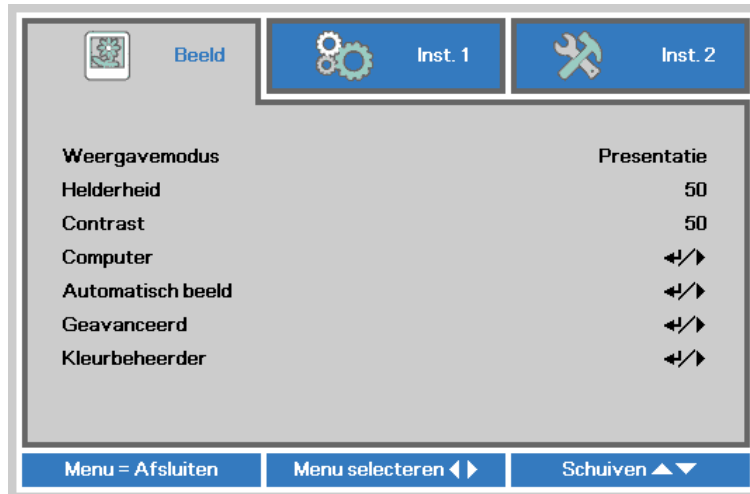 Beeld Inst. 1 Inst. 2
Weergavemodus Presentatie
Helderheid 50
Contrast 50
Computer ↵/▶
Automatisch beeld ↵/▶
Geavanceerd ↵/▶
Kleurbeheerder ↵/▶
Menu = Afsluiten Menu selecteren ◀▶ Schuiven ▲▼